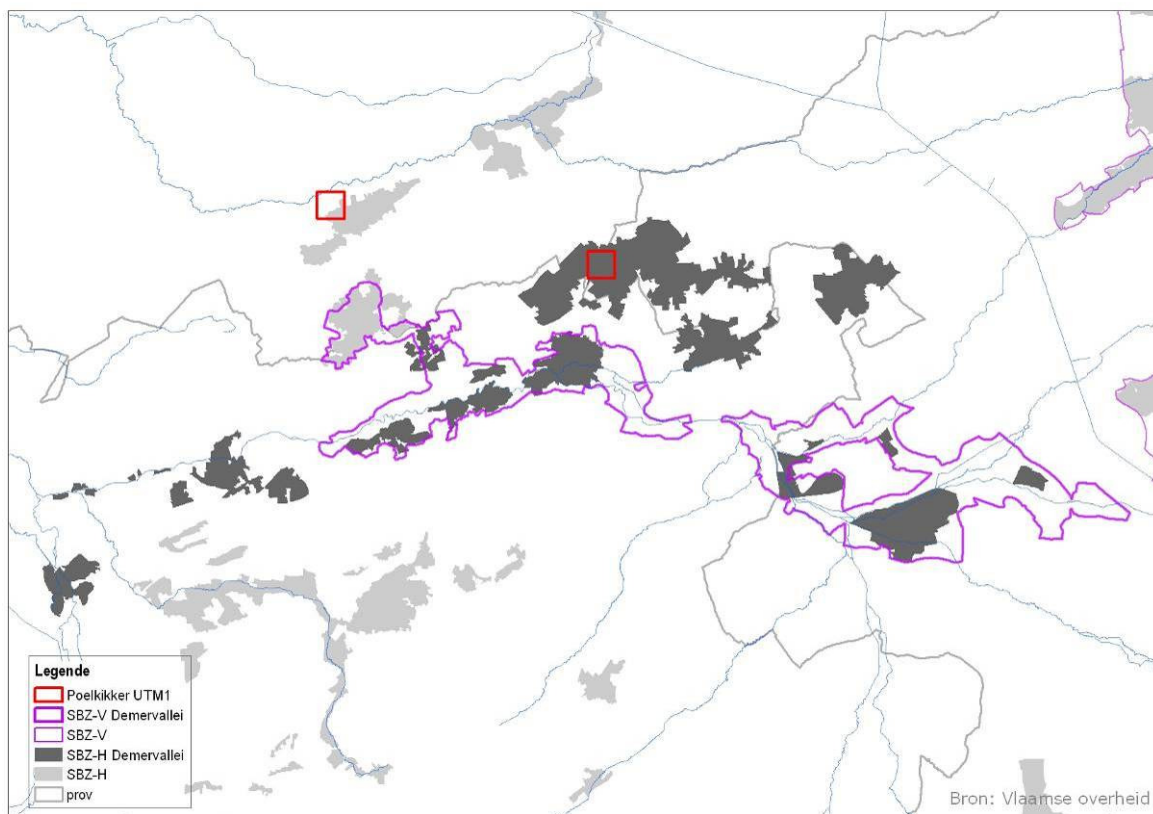 Legende
Poelkikker UTM1
SBZ-V Demervallei
SBZ-V
SBZ-H Demervallei
SBZ-H
prov
Bron: Vlaamse overheid